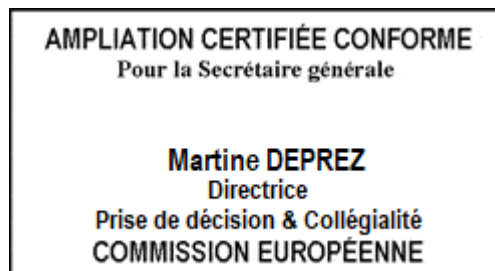 AMPLIATION CERTIFIÉE CONFORME
Pour la Secrétaire générale
Martine DEPREZ
Directrice
Prise de décision & Collégialité
COMMISSION EUROPÉENNE